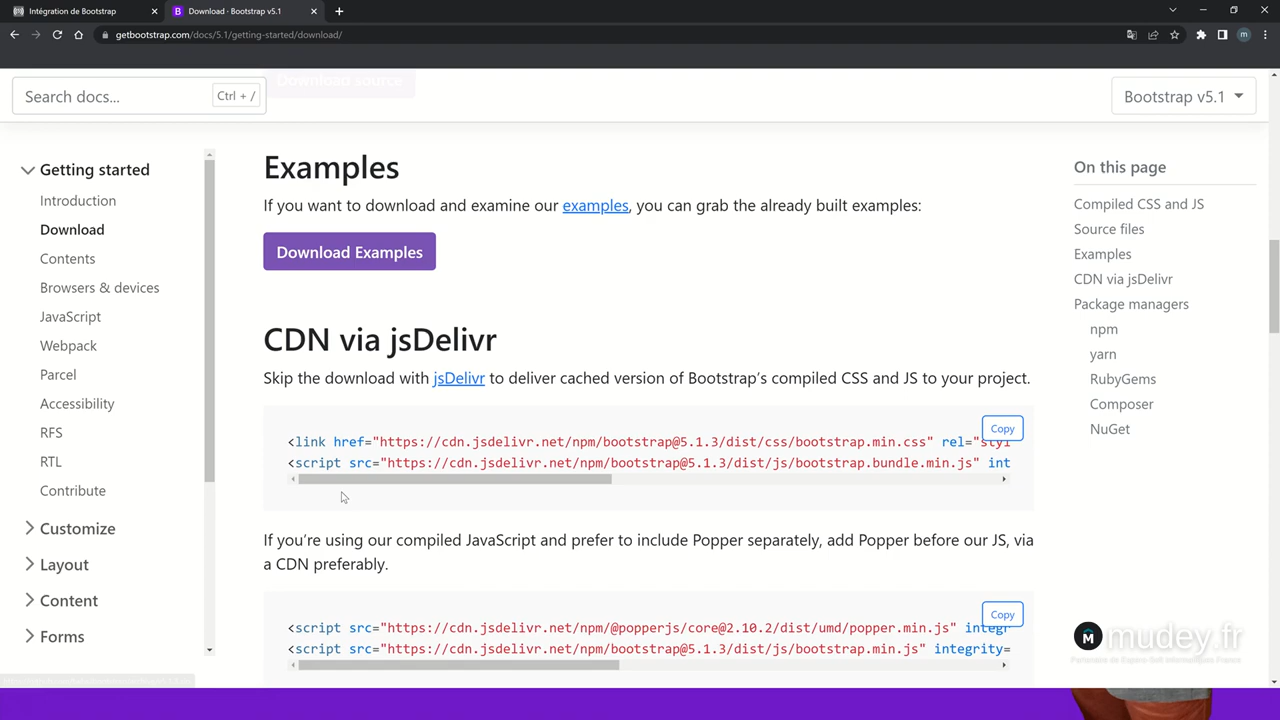 Intégration de Bootstrap
Download · Bootstrap v5.1
getbootstrap.com/docs/5.1/getting-started/download/
m
Download source
Search docs...
Ctrl + /
Bootstrap v5.1
Getting started
Introduction
Download
Contents
Browsers & devices
JavaScript
Webpack
Parcel
Accessibility
RFS
RTL
Contribute
Customize
Layout
Content
Forms
Examples
If you want to download and examine our examples, you can grab the already built examples:
Download Examples
CDN via jsDelivr
Skip the download with jsDelivr to deliver cached version of Bootstrap's compiled CSS and JS to your project.
Copy
<link href="https://cdn.jsdelivr.net/npm/bootstrap@5.1.3/dist/css/bootstrap.min.css" rel="styl
<script src="https://cdn.jsdelivr.net/npm/bootstrap@5.1.3/dist/js/bootstrap.bundle.min.js" int
If you're using our compiled JavaScript and prefer to include Popper separately, add Popper before our JS, via
a CDN preferably.
Copy
<script src="https://cdn.jsdelivr.net/npm/@popperjs/core@2.10.2/dist/umd/popper.min.js" integr
<script src="https://cdn.jsdelivr.net/npm/bootstrap@5.1.3/dist/js/bootstrap.min.js" integrity=
On this page
Compiled CSS and JS
Source files
Examples
CDN via jsDelivr
Package managers
npm
yarn
RubyGems
Composer
NuGet
M
mudey.fr